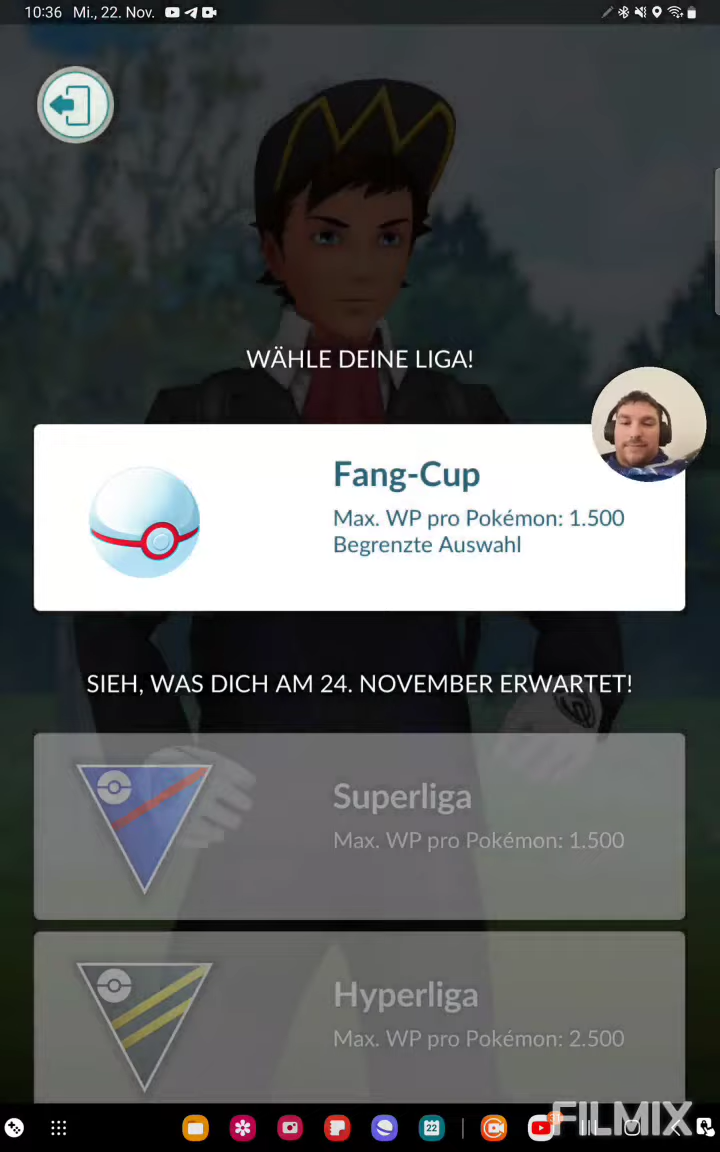 10:36 Mi., 22. Nov.
WÄHLE DEINE LIGA!
Fang-Cup
Max. WP pro Pokémon: 1.500
Begrenzte Auswahl
SIEH, WAS DICH AM 24. NOVEMBER ERWARTET!
Superliga
Max. WP pro Pokémon: 1.500
Hyperliga
Max. WP pro Pokémon: 2.500
22
FILMIX